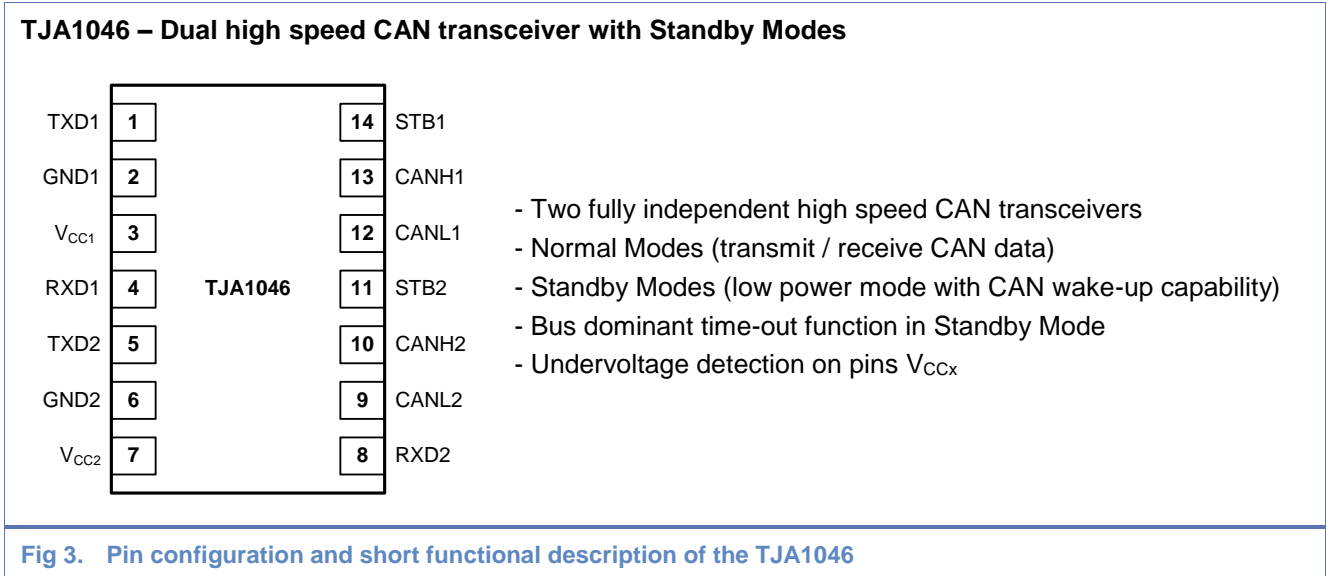 TJA1046 – Dual high speed CAN transceiver with Standby Modes
TXD1 1 14 STB1
GND1 2 13 CANH1
VCC1 3 12 CANL1
RXD1 4 TJA1046 11 STB2
TXD2 5 10 CANH2
GND2 6 9 CANL2
VCC2 7 8 RXD2
- Two fully independent high speed CAN transceivers
- Normal Modes (transmit / receive CAN data)
- Standby Modes (low power mode with CAN wake-up capability)
- Bus dominant time-out function in Standby Mode
- Undervoltage detection on pins VCCx
Fig 3. Pin configuration and short functional description of the TJA1046